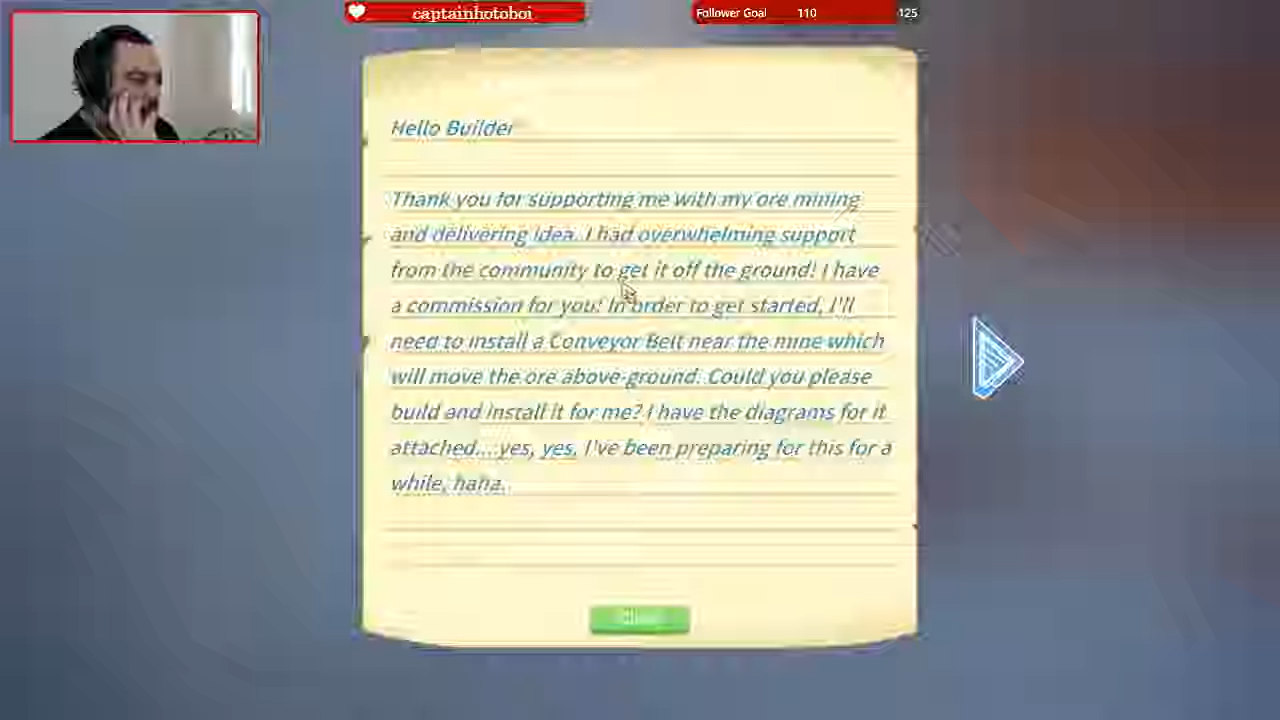 captainhotoboi
Follower Goal 110 125
Hello Builder
Thank you for supporting me with my ore mining
and delivering idea. I had overwhelming support
from the community to get it off the ground! I have
a commission for you! In order to get started, I'll
need to install a Conveyor Belt near the mine which
will move the ore above-ground. Could you please
build and install it for me? I have the diagrams for it
attached....yes, yes, I've been preparing for this for a
while, haha.